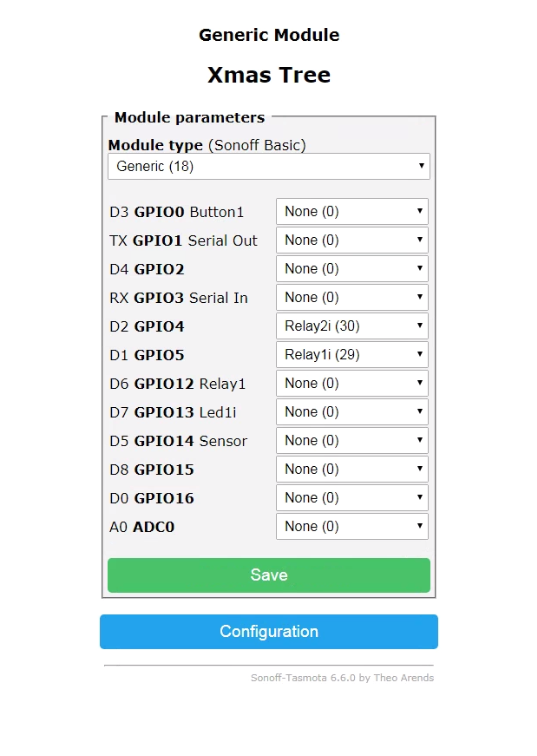 Generic Module
Xmas Tree
Module parameters
Module type (Sonoff Basic)
Generic (18)
D3 GPIO0 Button1 None (0)
TX GPIO1 Serial Out None (0)
D4 GPIO2 None (0)
RX GPIO3 Serial In None (0)
D2 GPIO4 Relay2i (30)
D1 GPIO5 Relay1i (29)
D6 GPIO12 Relay1 None (0)
D7 GPIO13 Led1i None (0)
D5 GPIO14 Sensor None (0)
D8 GPIO15 None (0)
D0 GPIO16 None (0)
A0 ADC0 None (0)
Save
Configuration
Sonoff-Tasmota 6.6.0 by Theo Arends